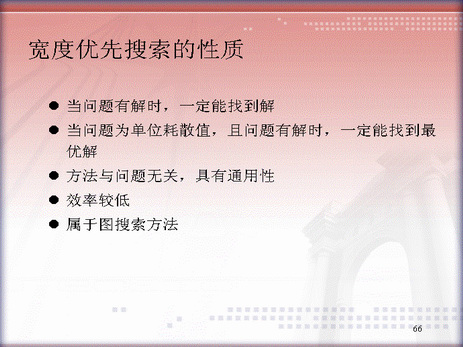 宽度优先搜索的性质
● 当问题有解时，一定能找到解
● 当问题为单位耗散值，且问题有解时，一定能找到最
优解
● 方法与问题无关，具有通用性
● 效率较低
● 属于图搜索方法
66